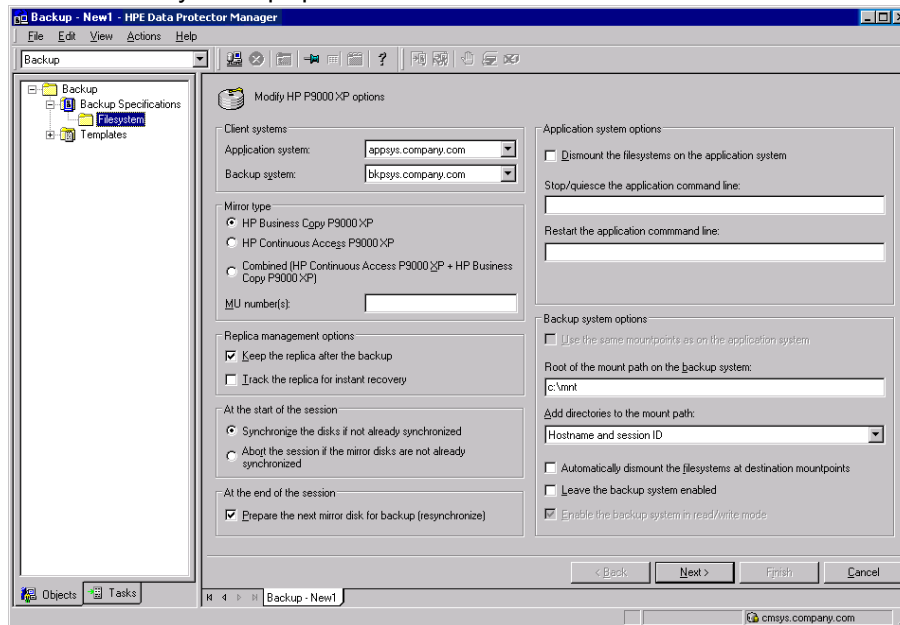 Backup - New1 - HPE Data Protector Manager
File Edit View Actions Help
Backup
Backup
Backup Specifications
Filesystem
Templates
Modify HP P9000 XP options
Client systems
Application system: appsys.company.com
Backup system: bkpsys.company.com
Mirror type
HP Business Copy P9000 XP
HP Continuous Access P9000 XP
Combined (HP Continuous Access P9000 XP + HP Business
Copy P9000 XP)
MU number(s):
Replica management options
Keep the replica after the backup
Track the replica for instant recovery
At the start of the session
Synchronize the disks if not already synchronized
Abort the session if the mirror disks are not already
synchronized
At the end of the session
Prepare the next mirror disk for backup (resynchronize)
Application system options
Dismount the filesystems on the application system
Stop/quiesce the application command line:
Restart the application commmand line:
Backup system options
Use the same mountpoints as on the application system
Root of the mount path on the backup system:
c:\mnt
Add directories to the mount path:
Hostname and session ID
Automatically dismount the filesystems at destination mountpoints
Leave the backup system enabled
Enable the backup system in read/write mode
< Back Next > Finish Cancel
Objects Tasks
Backup - New1
cmsys.company.com